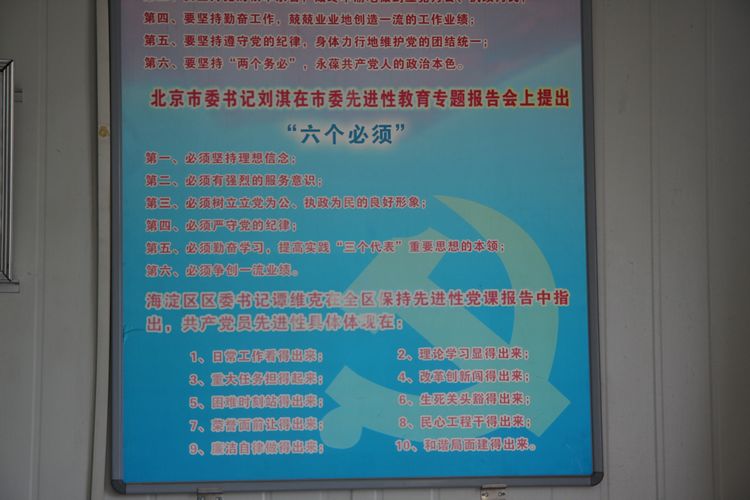 第四、要坚持勤奋工作，兢兢业业地创造一流的工作业绩；
第五、要坚持遵守党的纪律，身体力行地维护党的团结统一；
第六、要坚持“两个务必”，永葆共产党人的政治本色。
北京市委书记刘淇在市委先进性教育专题报告会上提出
“六个必须”
第一、必须坚持理想信念；
第二、必须有强烈的服务意识；
第三、必须树立立党为公、执政为民的良好形象；
第四、必须严守党的纪律；
第五、必须勤奋学习，提高实践“三个代表”重要思想的本领；
第六、必须争创一流业绩。
海淀区区委书记谭维克在全区保持先进性党课报告中指
出，共产党员先进性具体体现在：
1、日常工作看得出来；
2、理论学习显得出来；
3、重大任务担得起来；
4、改革创新闯得出来；
5、困难时刻站得出来；
6、生死关头豁得出来；
7、荣誉面前让得出来；
8、民心工程干得出来；
9、廉洁自律做得出来；
10、和谐局面建得出来。